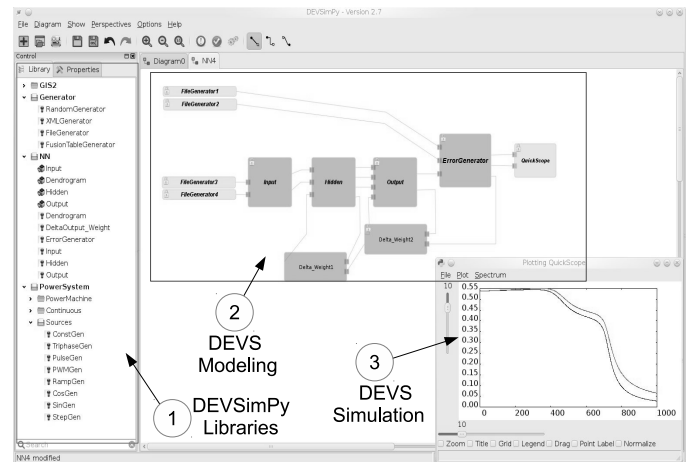 DEVSimPy - Version 2.7
File Diagram Show Perspectives Options Help
Control
Library Properties
GIS2
Generator
RandomGenerator
XMLGenerator
FileGenerator
FusionTableGenerator
NN
Input
Dendrogram
Hidden
Output
Dendrogram
DeltaOutput_Weight
ErrorGenerator
Input
Hidden
Output
PowerSystem
PowerMachine
Continuous
Sources
ConstGen
TriphaseGen
PulseGen
PWMGen
RampGen
CosGen
SinGen
StepGen
Search
NN4 modified
Diagram0 NN4
FileGenerator1
FileGenerator2
FileGenerator3
FileGenerator4
Input
Hidden
Output
ErrorGenerator
QuickScope
Delta_Weight2
Delta_Weight1
1
DEVSimPy
Libraries
2
DEVS
Modeling
3
DEVS
Simulation
Plotting QuickScope
File Plot Spectrum
10
0.55
0.50
0.45
0.40
0.35
0.30
0.25
0.20
0.15
0.10
0.05
0.00
0 200 400 600 800 1000
10
Zoom Title Grid Legend Drag Point Label Normalize